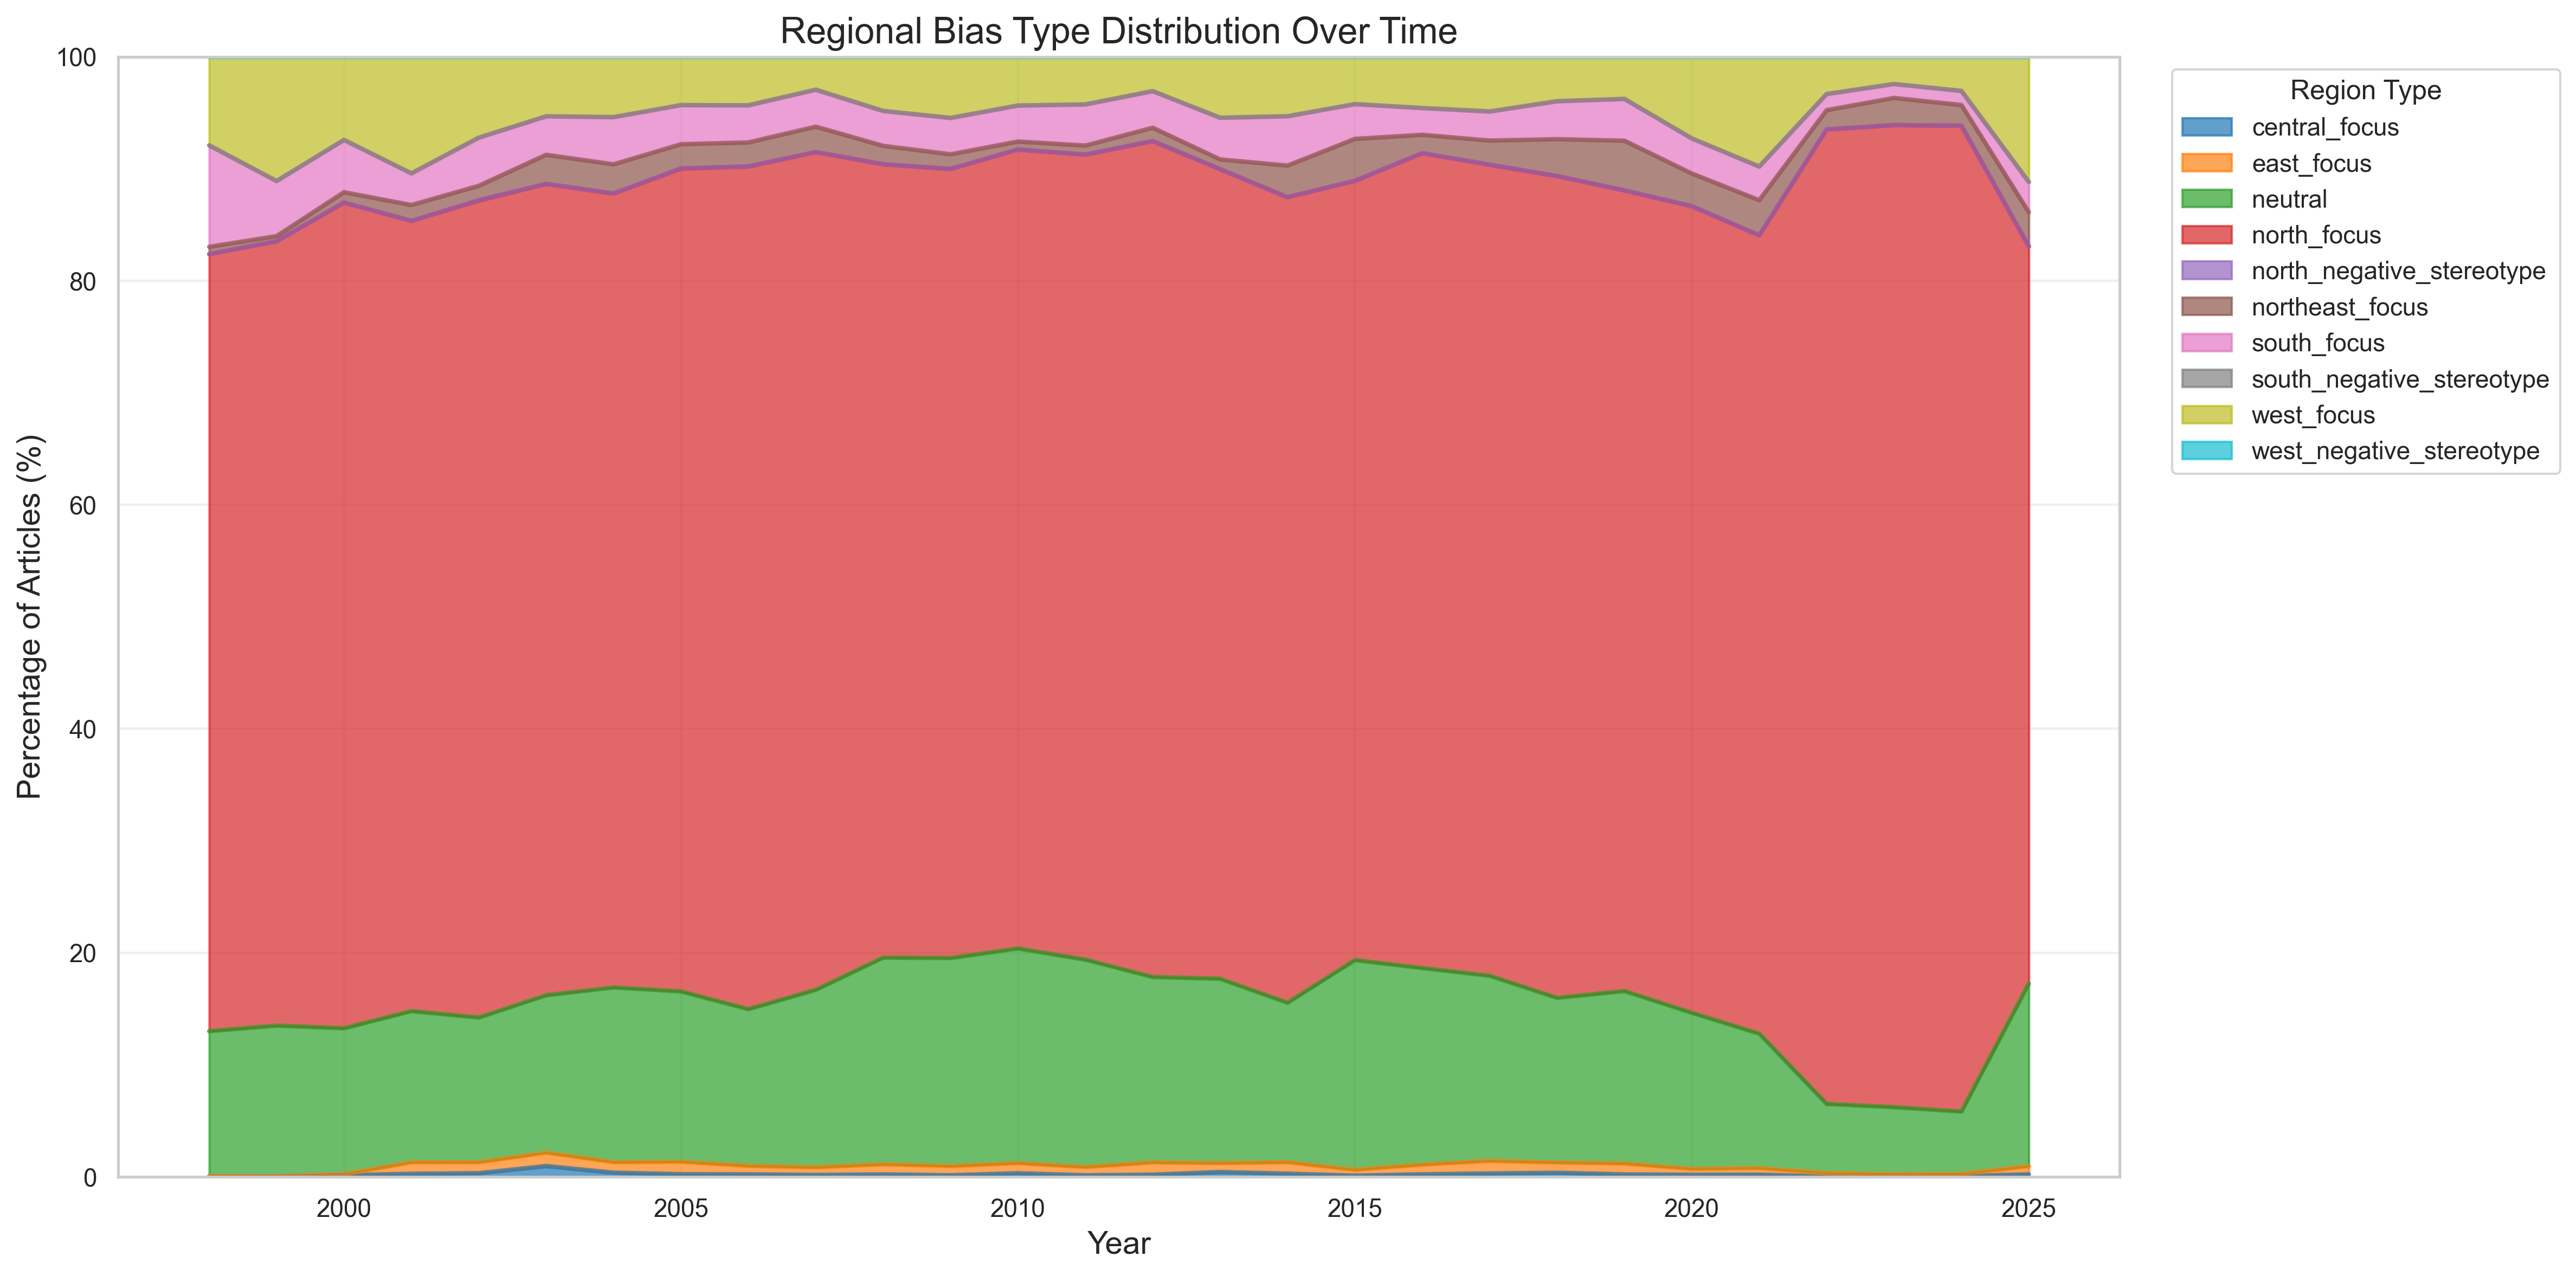 Regional Bias Type Distribution Over Time
Percentage of Articles (%)
100
80
60
40
20
0
2000 2005 2010 2015 2020 2025
Year
Region Type
central_focus
east_focus
neutral
north_focus
north_negative_stereotype
northeast_focus
south_focus
south_negative_stereotype
west_focus
west_negative_stereotype